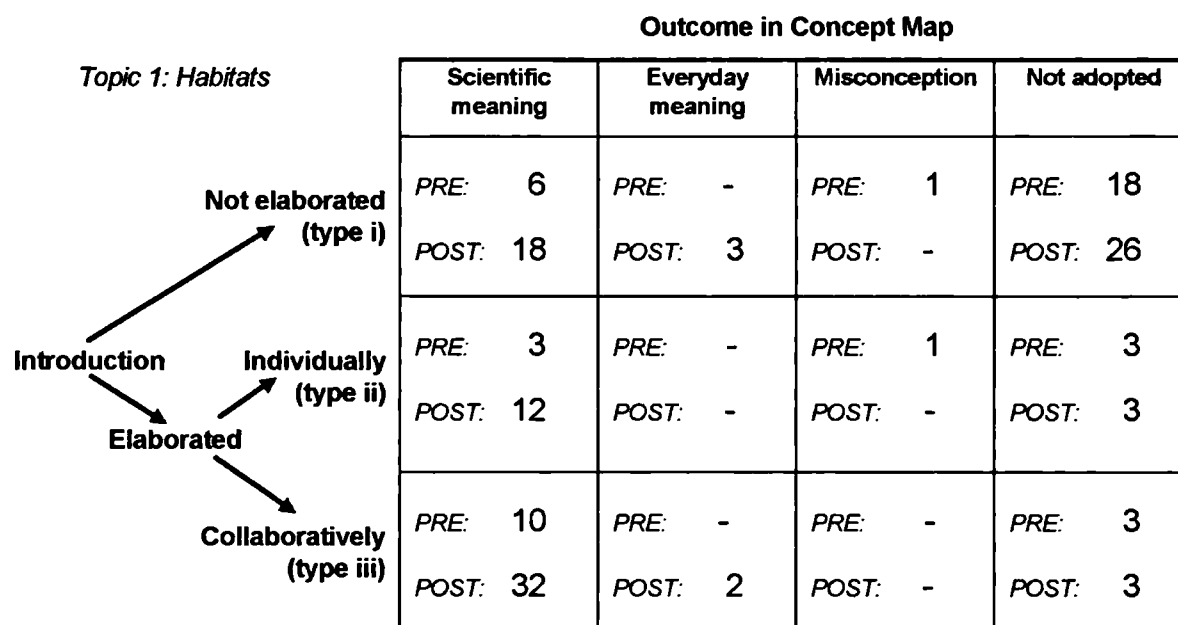 Outcome in Concept Map
Topic 1: Habitats
Scientific meaning
Everyday meaning
Misconception
Not adopted
Not elaborated
(type i)
PRE: 6 PRE: - PRE: 1 PRE: 18
POST: 18 POST: 3 POST: - POST: 26
Introduction
Individually
(type ii)
PRE: 3 PRE: - PRE: 1 PRE: 3
POST: 12 POST: - POST: - POST: 3
Elaborated
Collaboratively
(type iii)
PRE: 10 PRE: - PRE: - PRE: 3
POST: 32 POST: 2 POST: - POST: 3